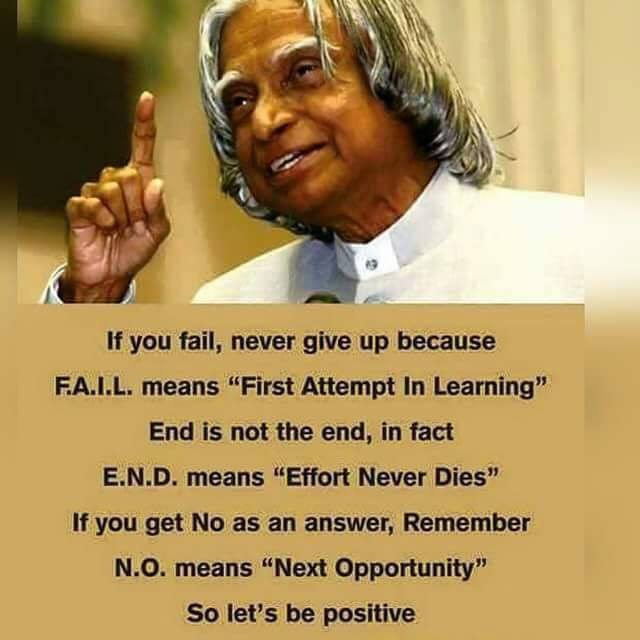 If you fail, never give up because
F.A.I.L. means “First Attempt In Learning”
End is not the end, in fact
E.N.D. means “Effort Never Dies”
If you get No as an answer, Remember
N.O. means “Next Opportunity”
So let’s be positive